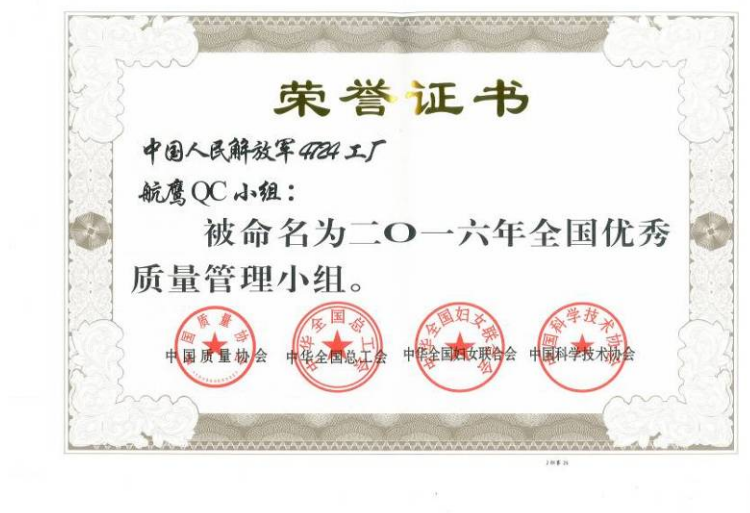 荣誉证书
中国人民解放军4724工厂
航鹰QC小组：
被命名为二〇一六年全国优秀
质量管理小组。
中国质量协会 中华全国总工会 中华全国妇女联合会 中国科学技术协会